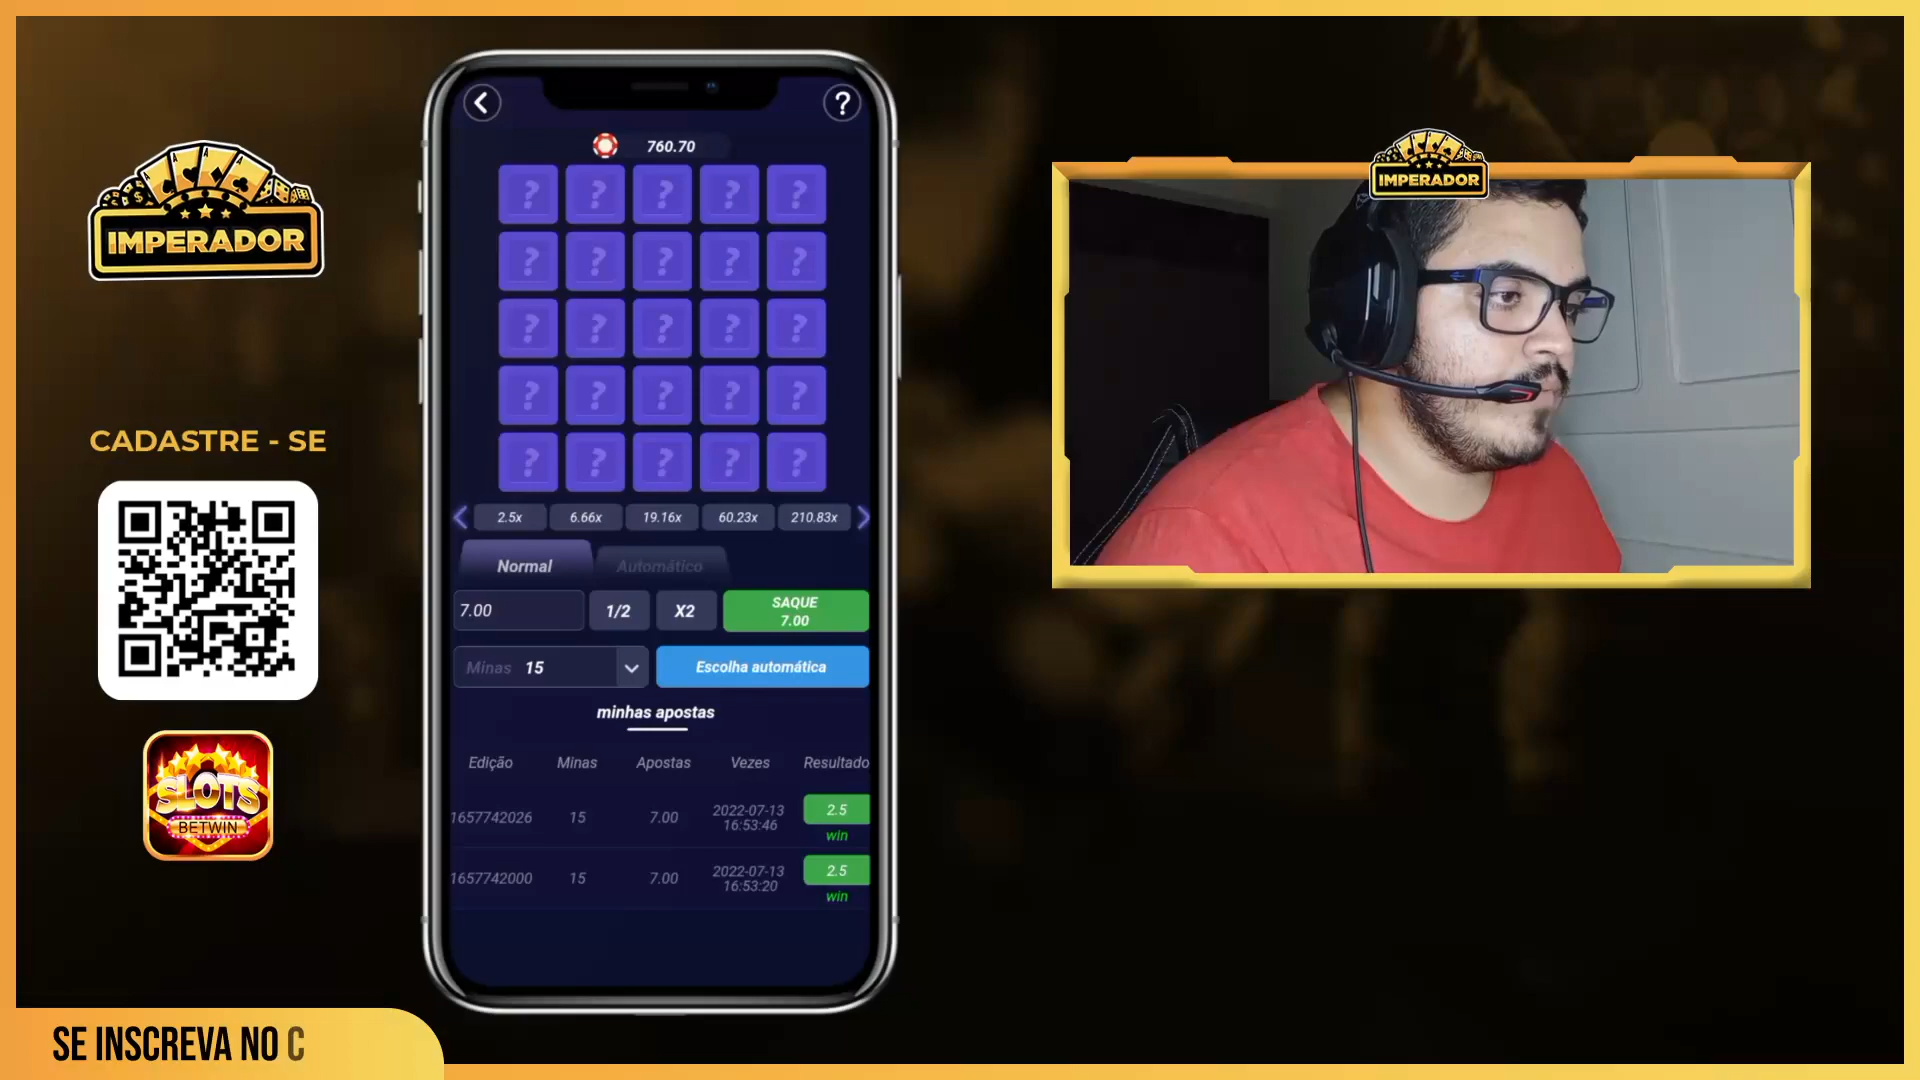 IMPERADOR
CADASTRE - SE
SLOTS
BETWIN
?
760.70
? ? ? ? ?
? ? ? ? ?
? ? ? ? ?
? ? ? ? ?
? ? ? ? ?
2.5x 6.66x 19.16x 60.23x 210.83x
Normal Automático
7.00 1/2 X2 SAQUE
7.00
Minas 15 Escolha automática
minhas apostas
Edição Minas Apostas Vezes Resultado
1657742026 15 7.00 2022-07-13 16:53:46 2.5
win
1657742000 15 7.00 2022-07-13 16:53:20 2.5
win
IMPERADOR
SE INSCREVA NO C